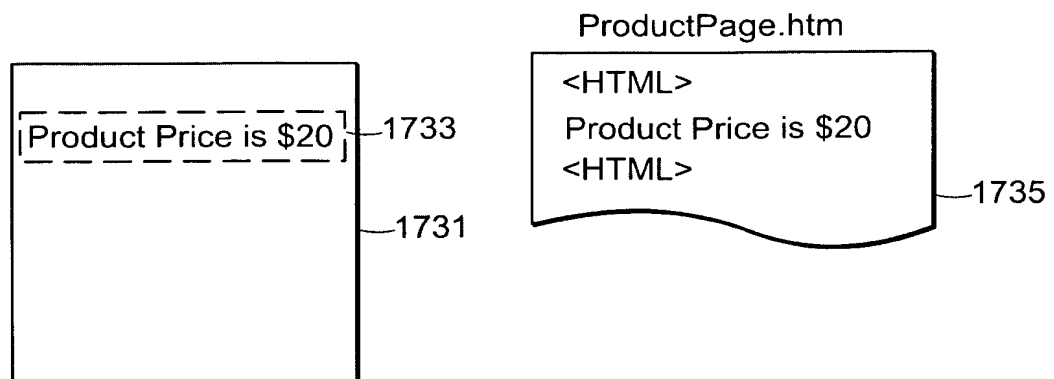 Product Price is $20
1733
1731
ProductPage.htm
<HTML>
Product Price is $20
<HTML>
1735